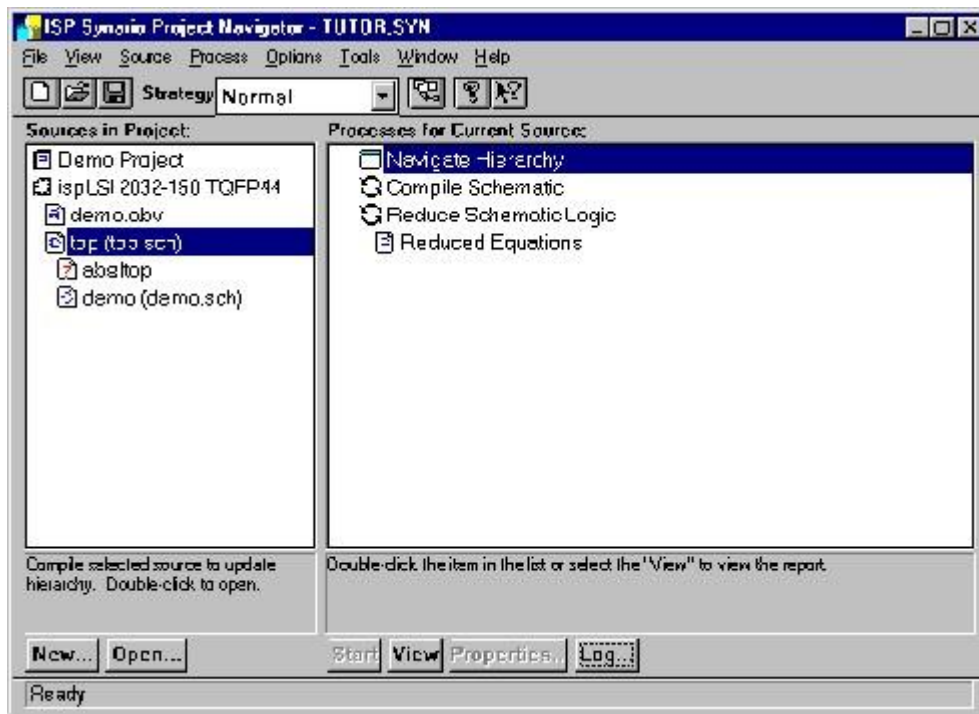 ISP Synario Project Navigator - TUTOR.SYN
File View Source Process Options Tools Window Help
Strategy Normal
Sources in Project:
Demo Project
ispLSI 2032-150 TQFP44
demo.abv
top (top.sch)
abeltop
demo (demo.sch)
Processes for Current Source:
Navigate Hierarchy
Compile Schematic
Reduce Schematic Logic
Reduced Equations
Compile selected source to update
hierarchy. Double-click to open.
Double-click the item in the list or select the "View" to view the report.
New... Open... Start View Properties... Log...
Ready